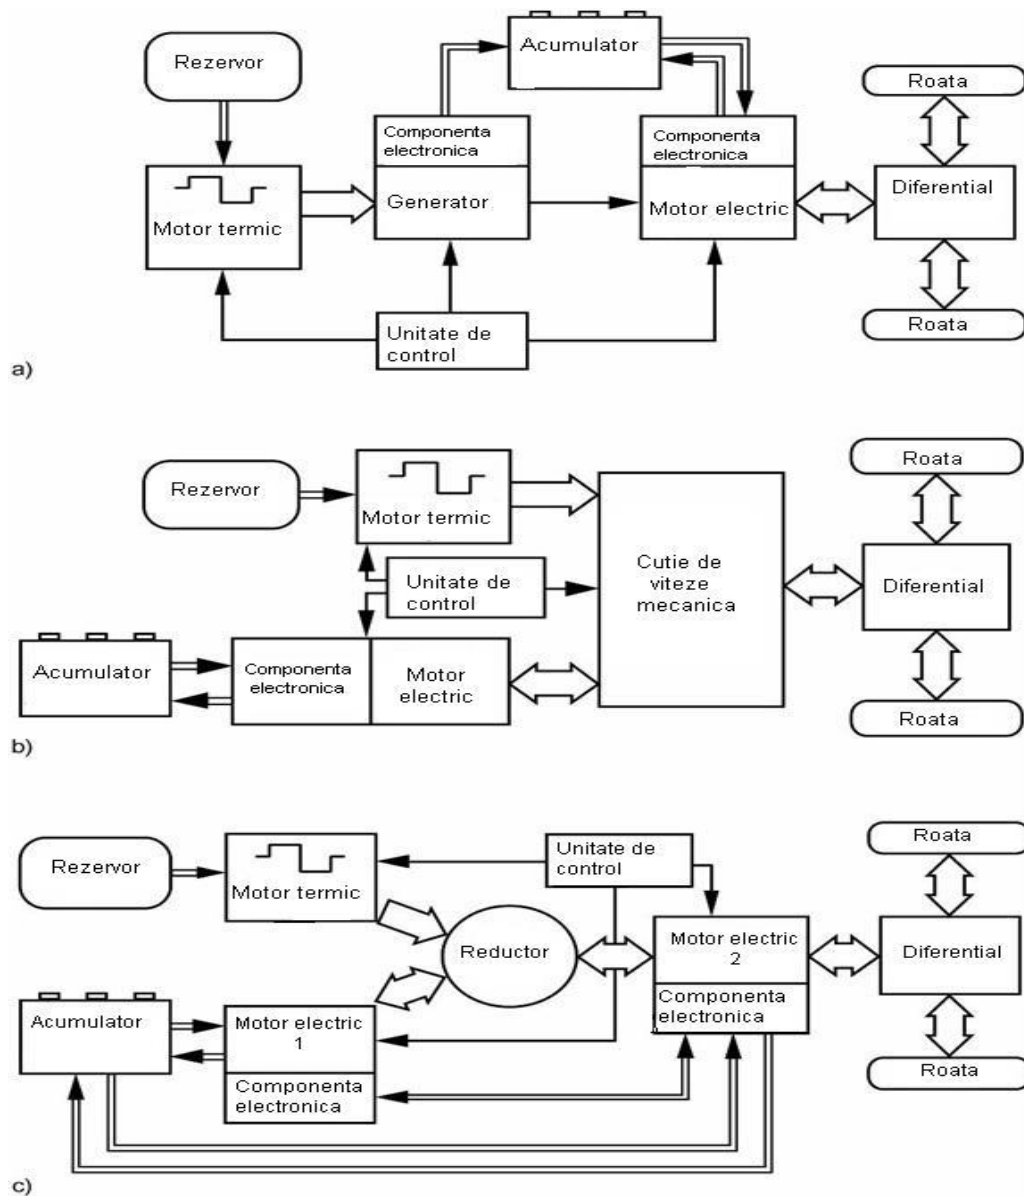 Rezervor
Acumulator
Roata
Componenta
electronica
Componenta
electronica
Motor termic
Generator
Motor electric
Diferential
Unitate de
control
Roata
a)
Rezervor
Motor termic
Roata
Unitate de
control
Cutie de
viteze
mecanica
Diferential
Acumulator
Componenta
electronica
Motor
electric
Roata
b)
Rezervor
Motor termic
Unitate de
control
Roata
Reductor
Motor electric
2
Diferential
Componenta
electronica
Acumulator
Motor electric
1
Componenta
electronica
Roata
c)